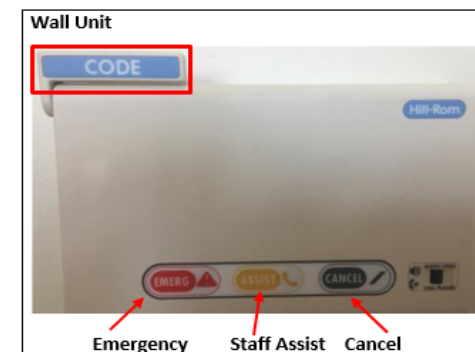 Wall Unit
CODE
Hill-Rom
EMERG ASSIST CANCEL
Emergency Staff Assist Cancel